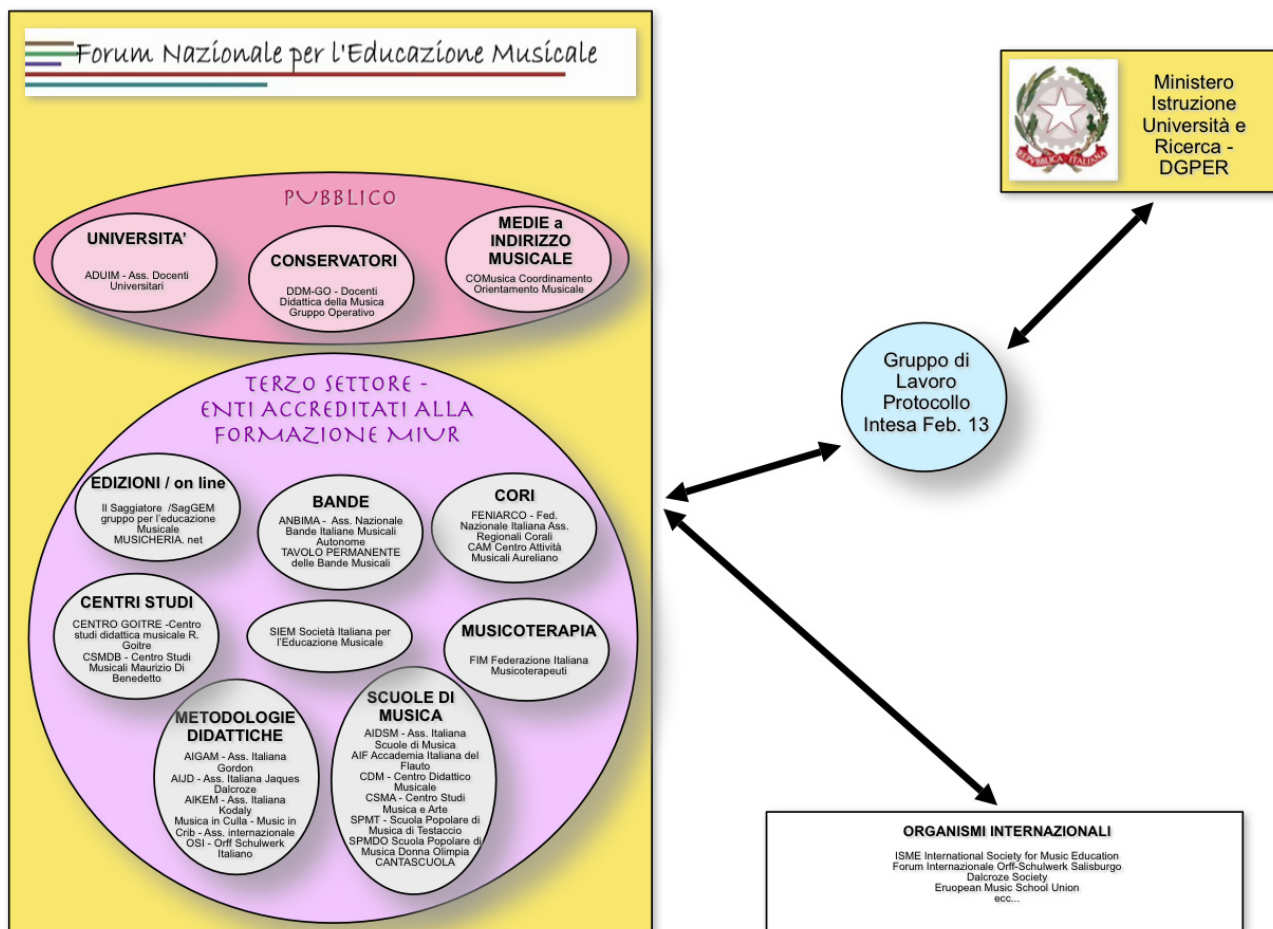 Forum Nazionale per l'Educazione Musicale
PUBBLICO
UNIVERSITA'
ADUIM - Ass. Docenti
Universitari
CONSERVATORI
DDM-GO - Docenti
Didattica della Musica
Gruppo Operativo
MEDIE a
INDIRIZZO
MUSICALE
COMusica Coordinamento
Orientamento Musicale
TERZO SETTORE -
ENTI ACCREDITATI ALLA
FORMAZIONE MIUR
EDIZIONI / on line
Il Saggiatore /SagGEM
gruppo per l'educazione
Musicale
MUSICHERIA. net
BANDE
ANBIMA - Ass. Nazionale
Bande Italiane Musicali
Autonome
TAVOLO PERMANENTE
delle Bande Musicali
CORI
FENIARCO - Fed.
Nazionale Italiana Ass.
Regionali Corali
CAM Centro Attività
Musicali Aureliano
CENTRI STUDI
CENTRO GOITRE -Centro
studi didattica musicale R.
Goitre
CSMDB - Centro Studi
Musicali Maurizio Di
Benedetto
SIEM Società Italiana per
l'Educazione Musicale
MUSICOTERAPIA
FIM Federazione Italiana
Musicoterapeuti
METODOLOGIE
DIDATTICHE
AIGAM - Ass. Italiana
Gordon
AIJD - Ass. Italiana Jaques
Dalcroze
AIKEM - Ass. Italiana
Kodaly
Musica in Culla - Music in
Crib - Ass. internazionale
OSI - Orff Schulwerk
Italiano
SCUOLE DI
MUSICA
AIDSM - Ass. Italiana
Scuole di Musica
AIF Accademia Italiana del
Flauto
CDM - Centro Didattico
Musicale
CSMA - Centro Studi
Musica e Arte
SPMT - Scuola Popolare di
Musica di Testaccio
SPMDO Scuola Popolare di
Musica Donna Olimpia
CANTASCUOLA
REPVBBLICA ITALIANA
Ministero
Istruzione
Università e
Ricerca -
DGPER
Gruppo di
Lavoro
Protocollo
Intesa Feb. 13
ORGANISMI INTERNAZIONALI
ISME International Society for Music Education
Forum Internazionale Orff-Schulwerk Salisburgo
Dalcroze Society
Eruopean Music School Union
ecc...